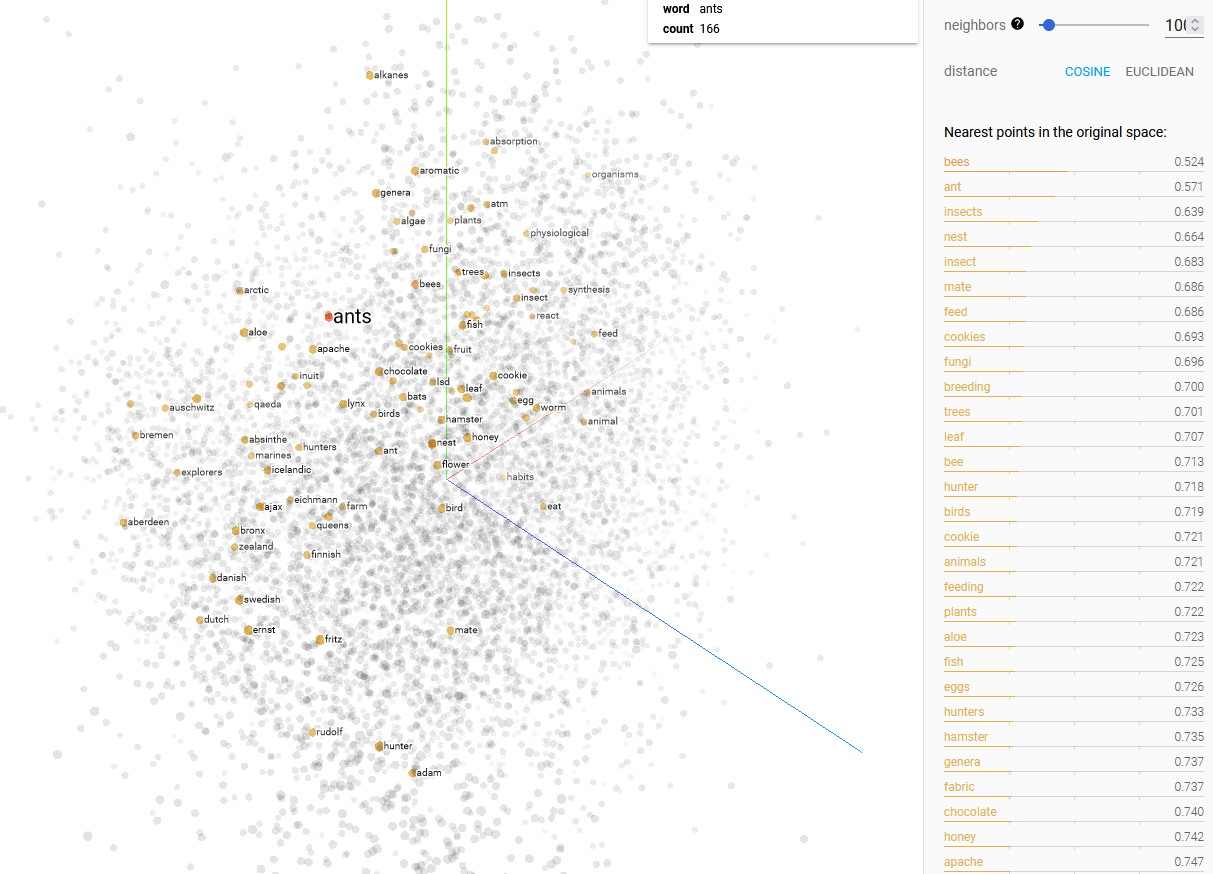 word ants
count 166
neighbors ? 100
distance COSINE EUCLIDEAN
Nearest points in the original space:
bees 0.524
ant 0.571
insects 0.639
nest 0.664
insect 0.683
mate 0.686
feed 0.686
cookies 0.693
fungi 0.696
breeding 0.700
trees 0.701
leaf 0.707
bee 0.713
hunter 0.718
birds 0.719
cookie 0.721
animals 0.721
feeding 0.722
plants 0.722
aloe 0.723
fish 0.725
eggs 0.726
hunters 0.733
hamster 0.735
genera 0.737
fabric 0.737
chocolate 0.740
honey 0.742
apache 0.747
alkanes
absorption
aromatic
organisms
genera
atm
algae
plants
physiological
fungi
trees
insects
bees
arctic
synthesis
insect
ants
react
fish
aloe
feed
cookies
apache
fruit
chocolate
inuit
cookie
lsd
leaf
animals
bats
egg
auschwitz
qaeda
lynx
worm
birds
hamster
animal
bremen
absinthe
honey
nest
hunters
ant
marines
flower
explorers
icelandic
habits
eichmann
ajax
farm
bird
eat
aberdeen
queens
bronx
zealand
finnish
danish
swedish
dutch
ernst
mate
fritz
rudolf
hunter
adam